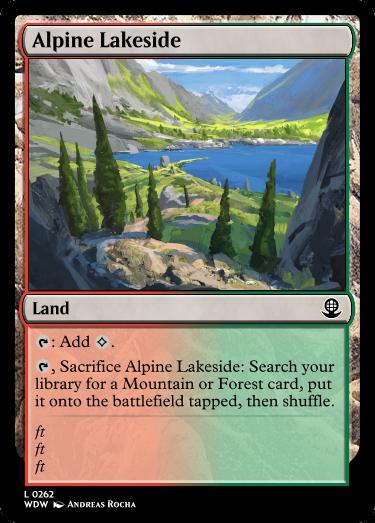 Alpine Lakeside
Land
: Add .
, Sacrifice Alpine Lakeside: Search your
library for a Mountain or Forest card, put
it onto the battlefield tapped, then shuffle.
ft
ft
ft
L 0262
WDW Andreas Rocha